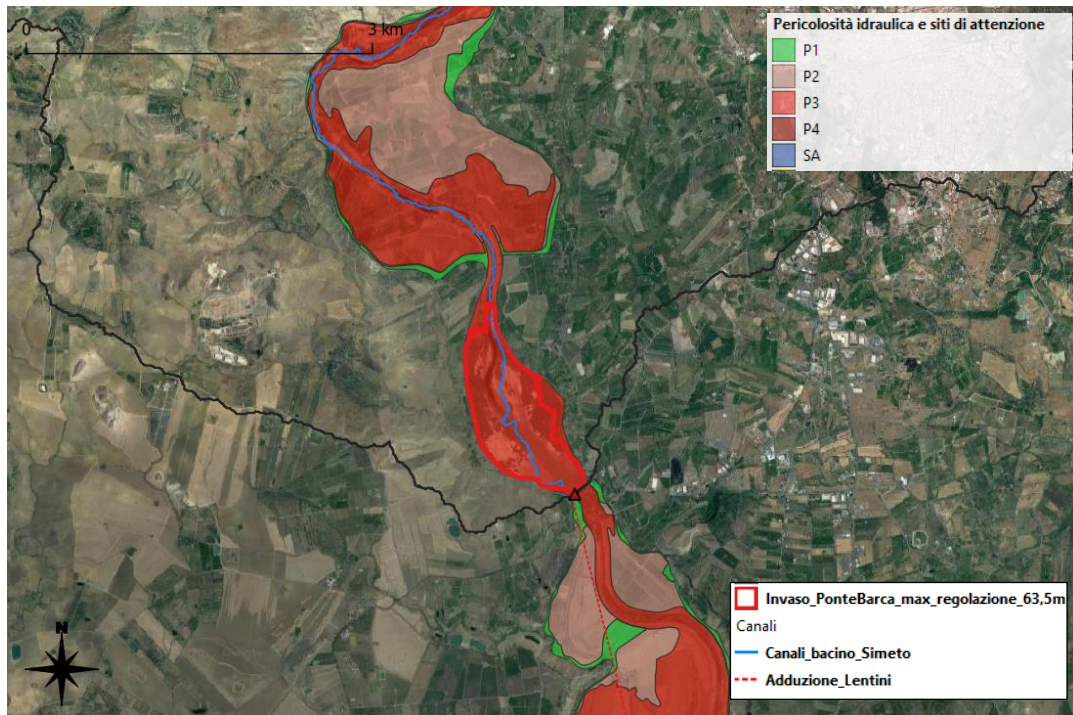 0 3 km
Pericolosità idraulica e siti di attenzione
P1
P2
P3
P4
SA
Invaso_PonteBarca_max_regolazione_63,5m
Canali
Canali_bacino_Simeto
Adduzione_Lentini
N